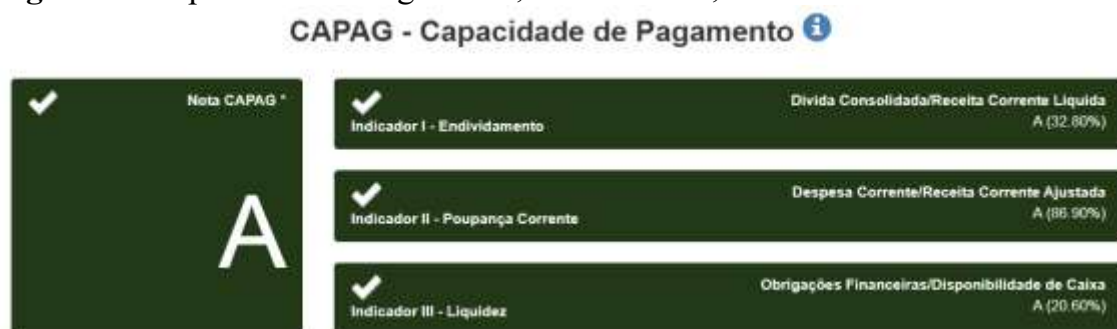 CAPAG - Capacidade de Pagamento i
Nota CAPAG *
A
Indicador I - Endividamento
Divida Consolidada/Receita Corrente Liquida
A (32.80%)
Indicador II - Poupança Corrente
Despesa Corrente/Receita Corrente Ajustada
A (86.90%)
Indicador III - Liquidez
Obrigações Financeiras/Disponibilidade de Caixa
A (20.60%)